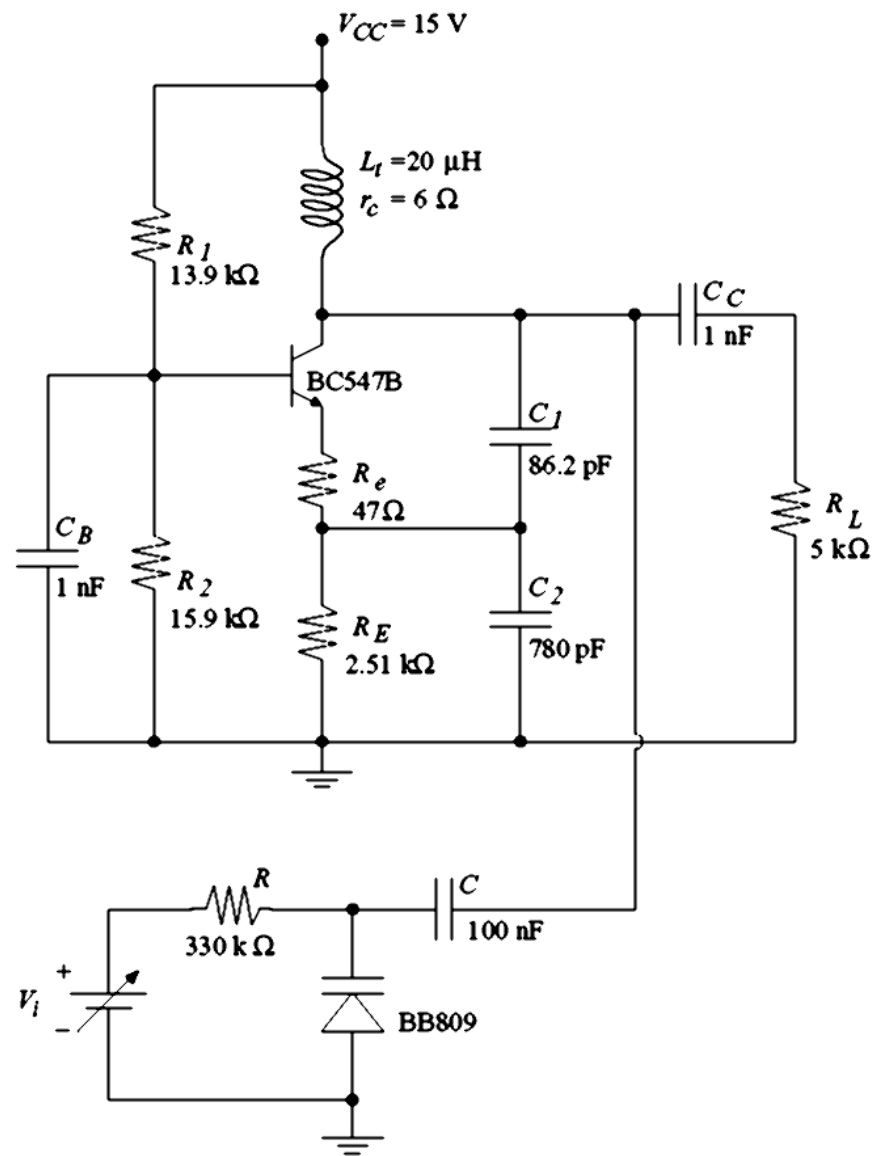 V_CC = 15 V
L_t = 20 μH
r_c = 6 Ω
R_1
13.9 kΩ
C_C
1 nF
BC547B
C_1
86.2 pF
R_e
47Ω
R_L
5 kΩ
C_B
1 nF
R_2
15.9 kΩ
C_2
780 pF
R_E
2.51 kΩ
R
330 k Ω
C
100 nF
+
V_i
−
BB809